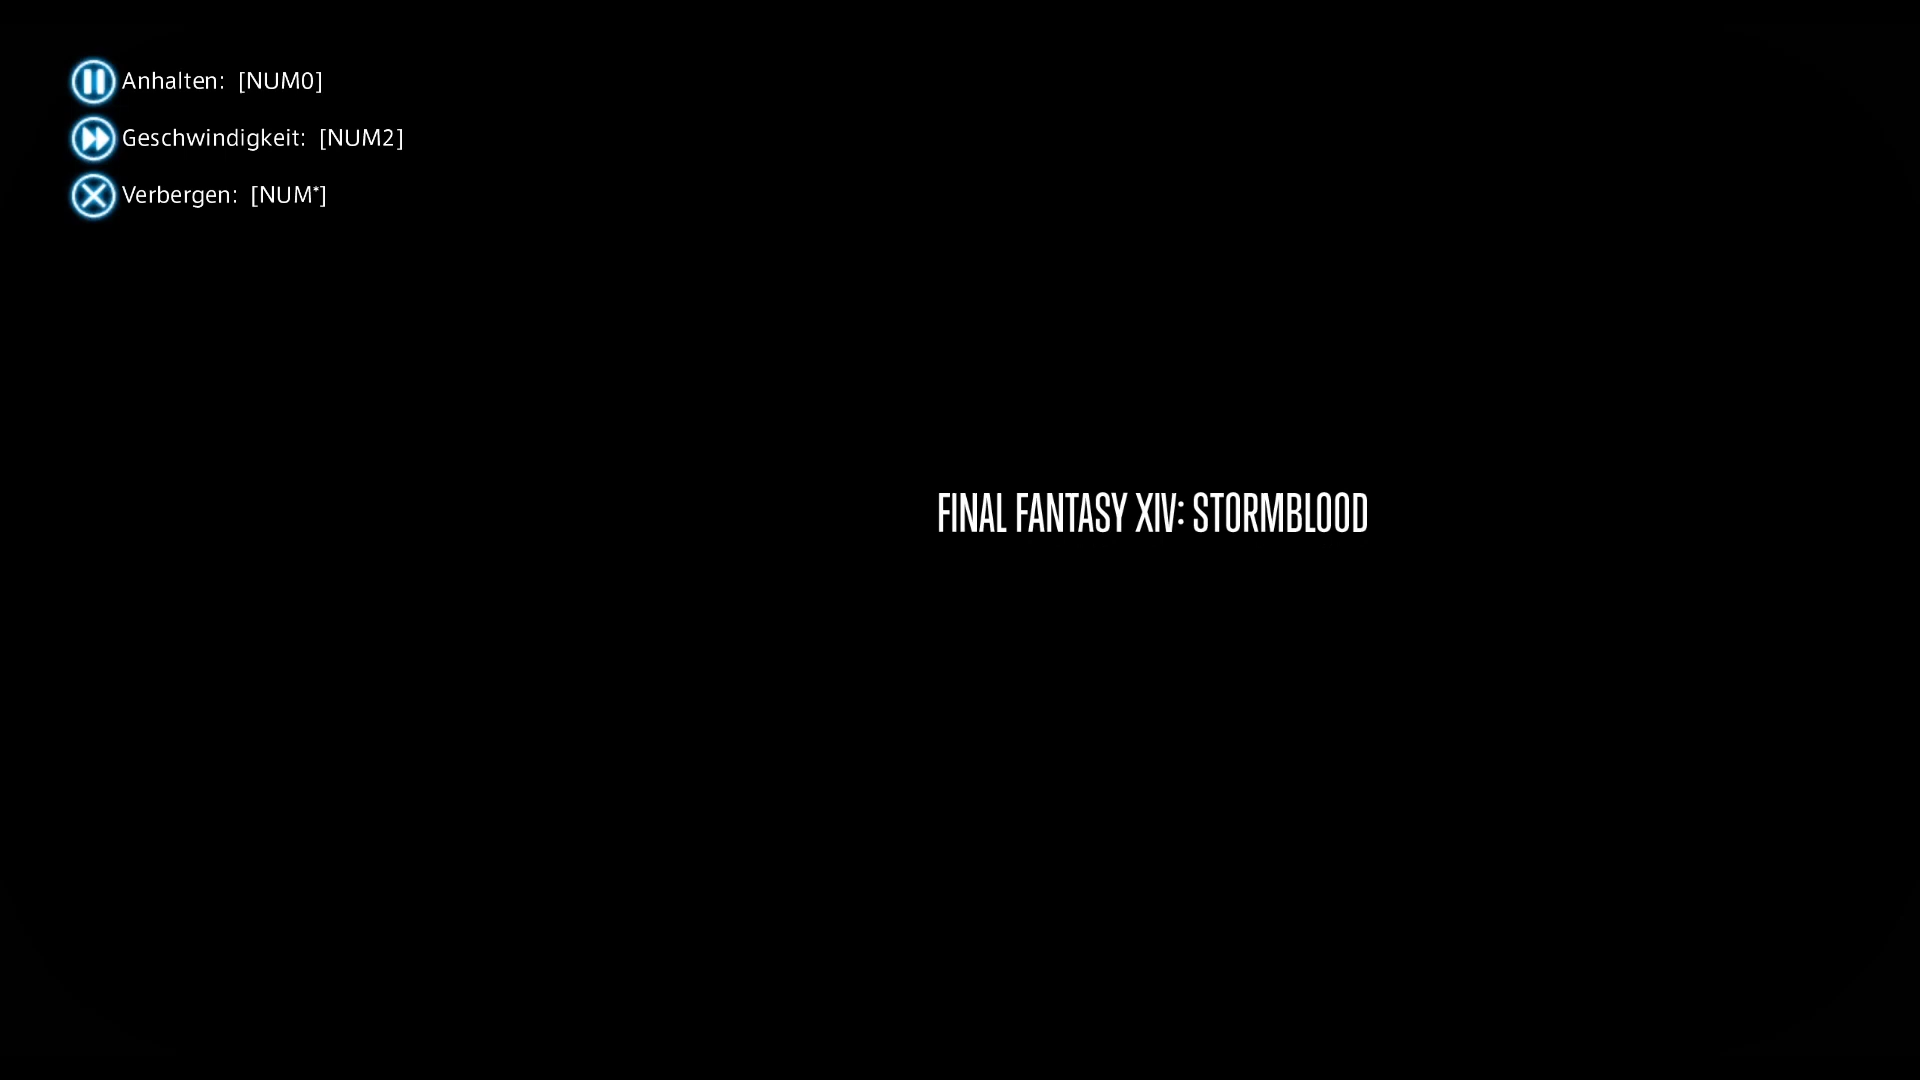 Anhalten: [NUM0]
Geschwindigkeit: [NUM2]
Verbergen: [NUM*]
FINAL FANTASY XIV: STORMBLOOD